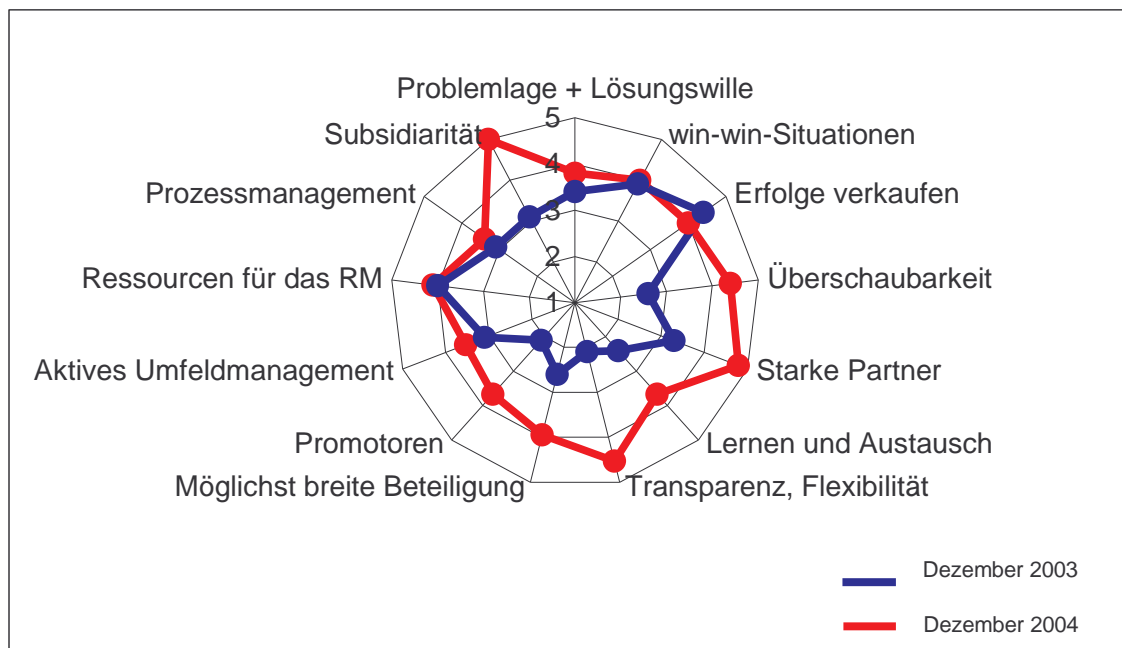 Problemlage + Lösungswille
5
Subsidiarität
win-win-Situationen
4
Prozessmanagement
Erfolge verkaufen
3
Ressourcen für das RM
2
Überschaubarkeit
1
Aktives Umfeldmanagement
Starke Partner
Promotoren
Lernen und Austausch
Möglichst breite Beteiligung
Transparenz, Flexibilität
Dezember 2003
Dezember 2004